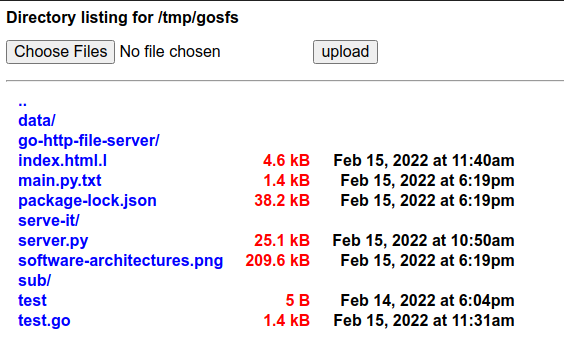 Directory listing for /tmp/gosfs
Choose Files No file chosen upload
..
data/
go-http-file-server/
index.html.l 4.6 kB Feb 15, 2022 at 11:40am
main.py.txt 1.4 kB Feb 15, 2022 at 6:19pm
package-lock.json 38.2 kB Feb 15, 2022 at 6:19pm
serve-it/
server.py 25.1 kB Feb 15, 2022 at 10:50am
software-architectures.png 209.6 kB Feb 15, 2022 at 6:19pm
sub/
test 5 B Feb 14, 2022 at 6:04pm
test.go 1.4 kB Feb 15, 2022 at 11:31am